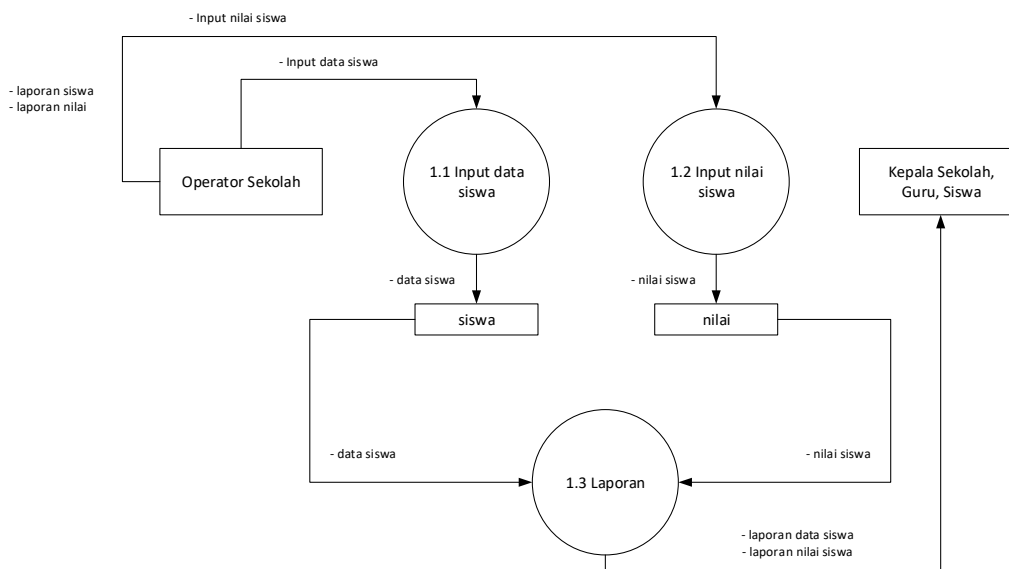 - Input nilai siswa
- Input data siswa
- laporan siswa
- laporan nilai
Operator Sekolah
1.1 Input data
siswa
1.2 Input nilai
siswa
Kepala Sekolah,
Guru, Siswa
- data siswa
- nilai siswa
siswa
nilai
- data siswa
- nilai siswa
1.3 Laporan
- laporan data siswa
- laporan nilai siswa